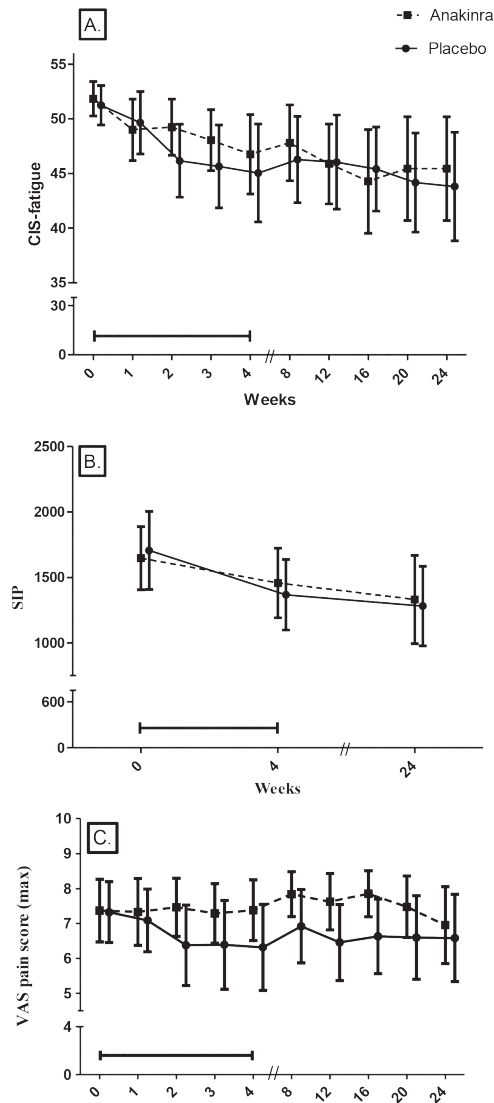 A.
Anakinra
Placebo
CIS-fatigue
55
50
45
40
35
30
0
0 1 2 3 4 8 12 16 20 24
Weeks
B.
SIP
2500
2000
1500
1000
600
0
0 4 24
Weeks
C.
VAS pain score (max)
10
9
8
7
6
5
4
0
0 1 2 3 4 8 12 16 20 24